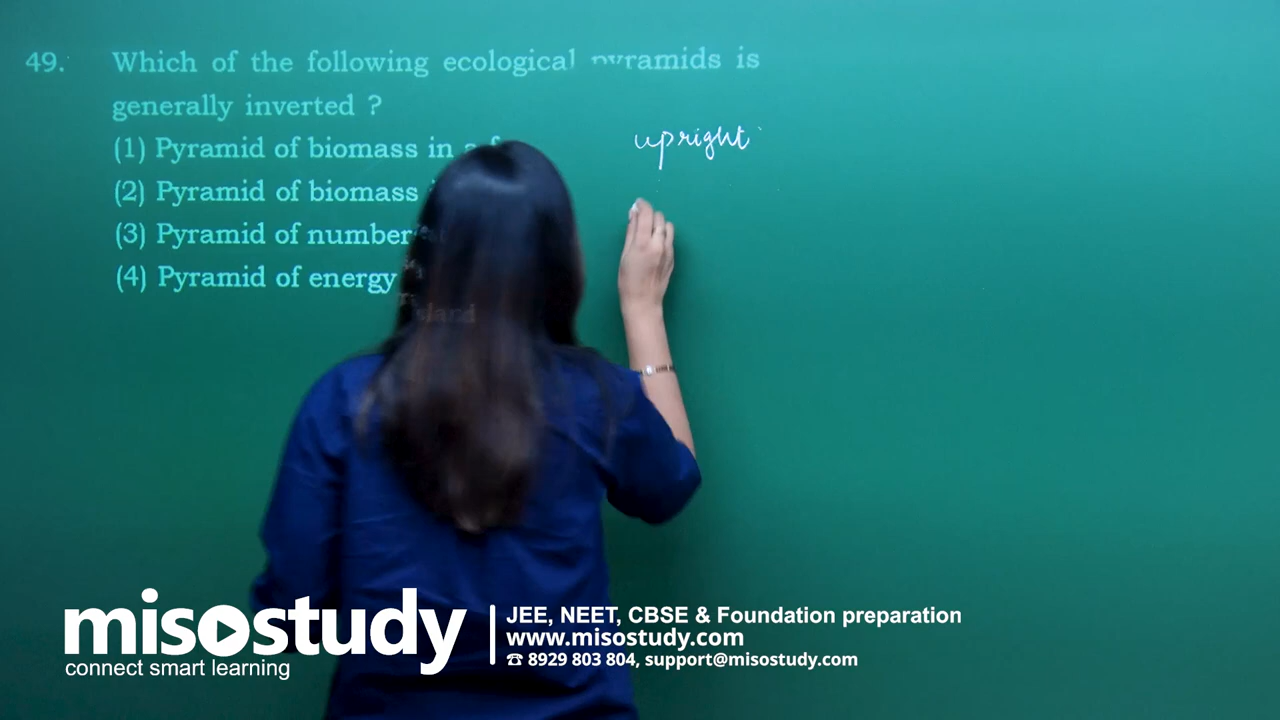 49. Which of the following ecological pyramids is
generally inverted ?
(1) Pyramid of biomass in a
(2) Pyramid of biomass
(3) Pyramid of number
(4) Pyramid of energy
upright
misostudy
connect smart learning
JEE, NEET, CBSE & Foundation preparation
www.misostudy.com
☎ 8929 803 804, support@misostudy.com